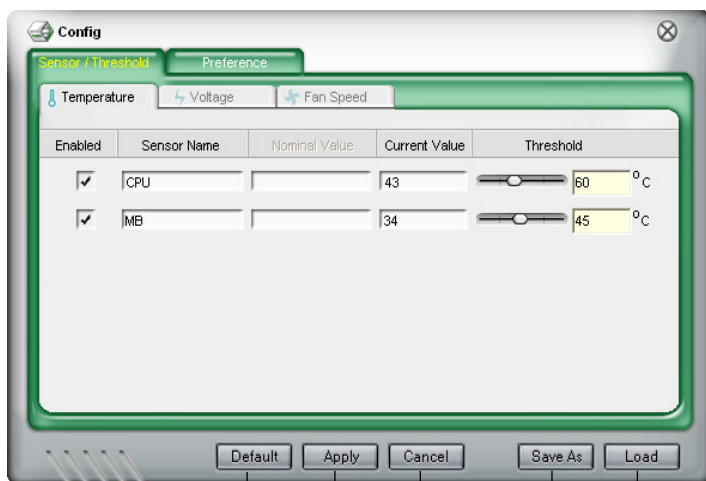 Config
Sensor / Threshold Preference
Temperature Voltage Fan Speed
Enabled Sensor Name Nominal Value Current Value Threshold
CPU 43 60 °C
MB 34 45 °C
Default Apply Cancel Save As Load